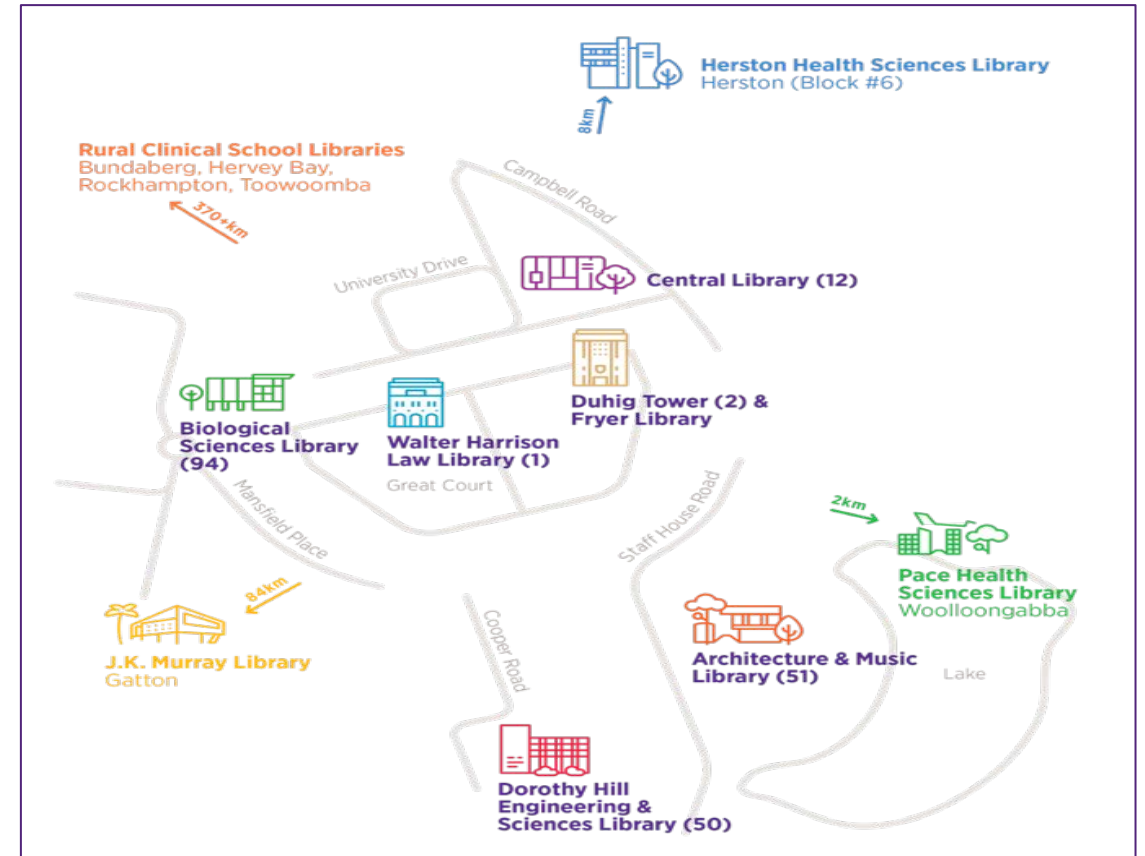 Herston Health Sciences Library
Herston (Block #6)
8km
Rural Clinical School Libraries
Bundaberg, Hervey Bay,
Rockhampton, Toowoomba
370+km
Campbell Road
University Drive
Central Library (12)
Duhig Tower (2) &
Fryer Library
Biological
Sciences Library
(94)
Walter Harrison
Law Library (1)
Great Court
Mansfield Place
Staff House Road
2km
Pace Health
Sciences Library
Woolloongabba
84km
J.K. Murray Library
Gatton
Cooper Road
Architecture & Music
Library (51)
Lake
Dorothy Hill
Engineering &
Sciences Library (50)